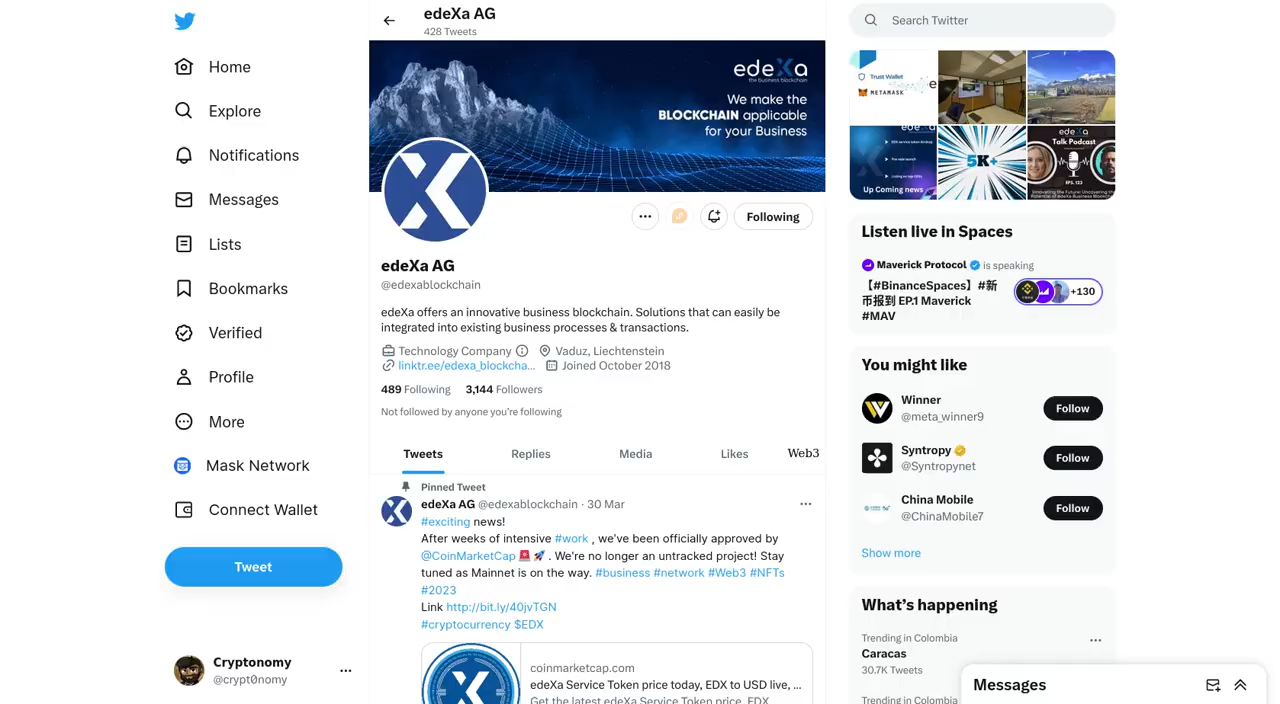 Home
Explore
Notifications
Messages
Lists
Bookmarks
Verified
Profile
More
Mask Network
Connect Wallet
Tweet
Cryptonomy
@crypt0nomy
edeXa AG
428 Tweets
edeXa
the business blockchain
We make the
BLOCKCHAIN applicable
for your Business
Following
edeXa AG
@edexablockchain
edeXa offers an innovative business blockchain. Solutions that can easily be
integrated into existing business processes & transactions.
Technology Company Vaduz, Liechtenstein
linktr.ee/edexa_blockcha... Joined October 2018
489 Following 3,144 Followers
Not followed by anyone you're following
Tweets Replies Media Likes Web3
Pinned Tweet
edeXa AG @edexablockchain · 30 Mar
#exciting news!
After weeks of intensive #work , we've been officially approved by
@CoinMarketCap 🚨 🚀 . We're no longer an untracked project! Stay
tuned as Mainnet is on the way. #business #network #Web3 #NFTs
#2023
Link http://bit.ly/40jvTGN
#cryptocurrency $EDX
coinmarketcap.com
edeXa Service Token price today, EDX to USD live, ...
Get the latest edeXa Service Token price, EDX
Search Twitter
Trust Wallet
METAMASK
Up Coming news
5K+
edeXa
Talk Podcast
EPS. 123
Listen live in Spaces
Maverick Protocol is speaking
【#BinanceSpaces】#新
币报到 EP.1 Maverick
#MAV
+130
You might like
Winner
@meta_winner9
Follow
Syntropy
@Syntropynet
Follow
China Mobile
@ChinaMobile7
Follow
Show more
What's happening
Trending in Colombia
Caracas
30.7K Tweets
Trending in Colombia
Messages